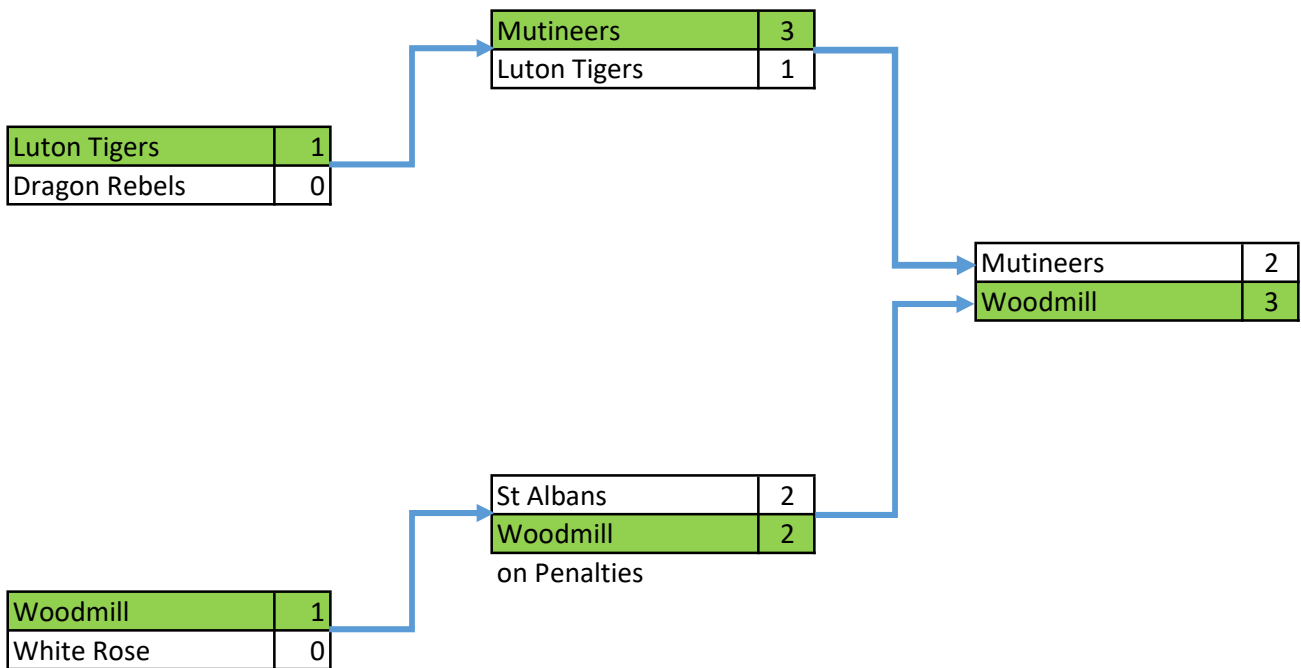 Mutineers 3
Luton Tigers 1
Luton Tigers 1
Dragon Rebels 0
Mutineers 2
Woodmill 3
St Albans 2
Woodmill 2
on Penalties
Woodmill 1
White Rose 0